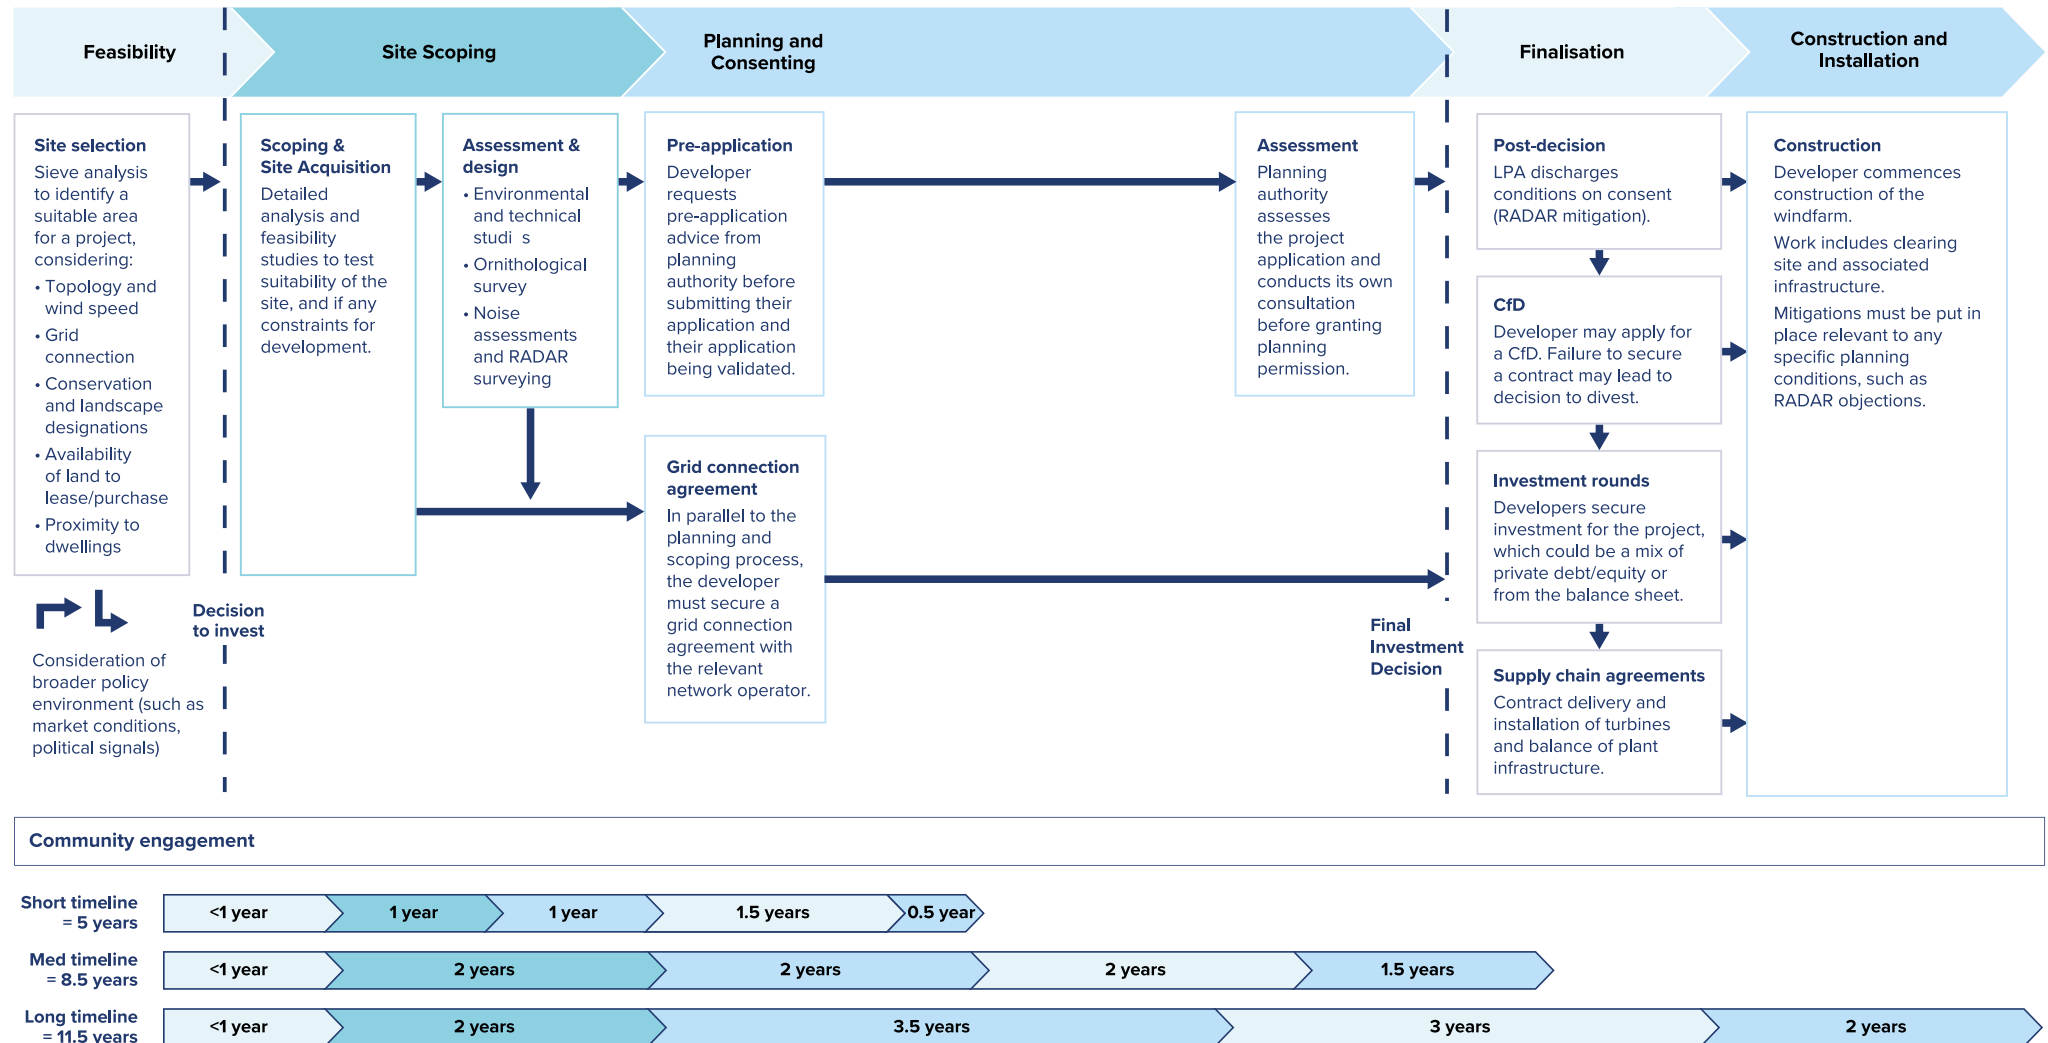 Feasibility
Site Scoping
Planning and
Consenting
Finalisation
Construction and
Installation
Site selection
Sieve analysis
to identify a
suitable area
for a project,
considering:
• Topology and
wind speed
• Grid
connection
• Conservation
and landscape
designations
• Availability
of land to
lease/purchase
• Proximity to
dwellings
Consideration of
broader policy
environment (such as
market conditions,
political signals)
Decision
to invest
Scoping &
Site Acquisition
Detailed
analysis and
feasibility
studies to test
suitability of the
site, and if any
constraints for
development.
Assessment &
design
• Environmental
and technical
studi s
• Ornithological
survey
• Noise
assessments
and RADAR
surveying
Pre-application
Developer
requests
pre-application
advice from
planning
authority before
submitting their
application and
their application
being validated.
Grid connection
agreement
In parallel to the
planning and
scoping process,
the developer
must secure a
grid connection
agreement with
the relevant
network operator.
Assessment
Planning
authority
assesses
the project
application and
conducts its own
consultation
before granting
planning
permission.
Final
Investment
Decision
Post-decision
LPA discharges
conditions on consent
(RADAR mitigation).
CfD
Developer may apply for
a CfD. Failure to secure
a contract may lead to
decision to divest.
Investment rounds
Developers secure
investment for the project,
which could be a mix of
private debt/equity or
from the balance sheet.
Supply chain agreements
Contract delivery and
installation of turbines
and balance of plant
infrastructure.
Construction
Developer commences
construction of the
windfarm.
Work includes clearing
site and associated
infrastructure.
Mitigations must be put in
place relevant to any
specific planning
conditions, such as
RADAR objections.
Community engagement
Short timeline
= 5 years
<1 year
1 year
1 year
1.5 years
0.5 year
Med timeline
= 8.5 years
<1 year
2 years
2 years
2 years
1.5 years
Long timeline
= 11.5 years
<1 year
2 years
3.5 years
3 years
2 years